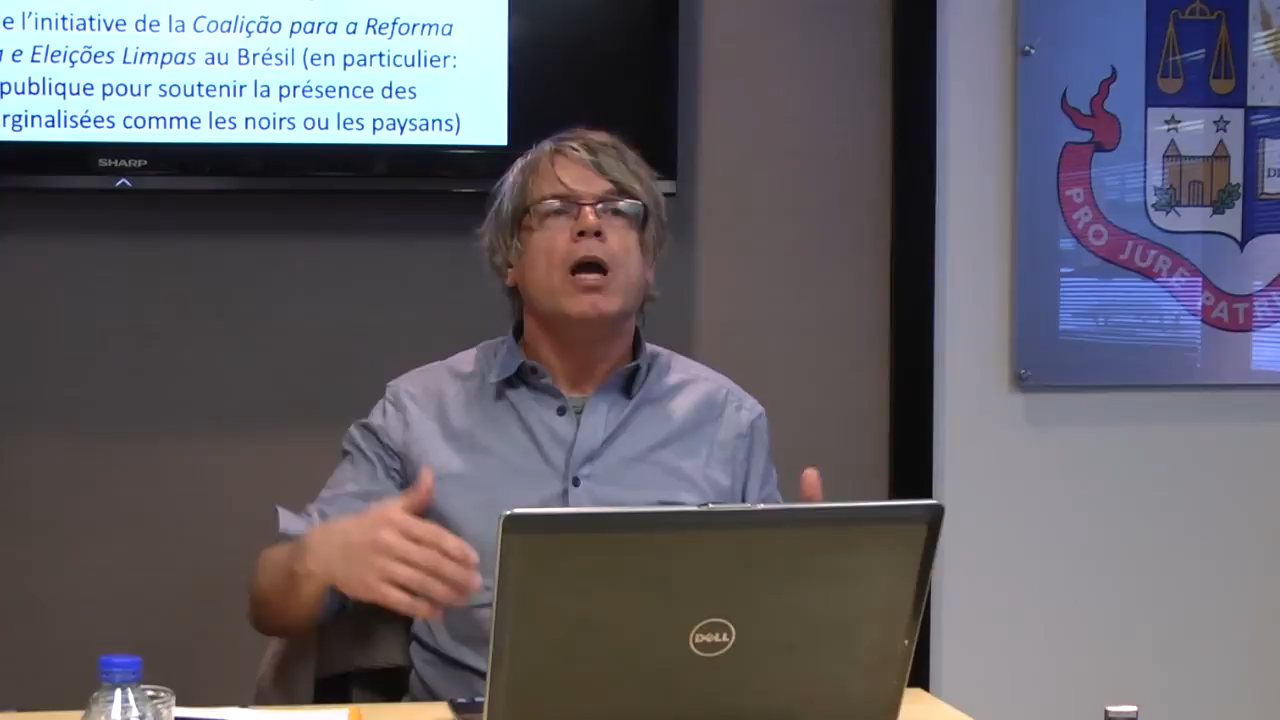 e l'initiative de la Coalição para a Reforma
e Eleições Limpas au Brésil (en particulier:
publique pour soutenir la présence des
rginalisées comme les noirs ou les paysans)
SHARP
PRO JURE PATR
DELL